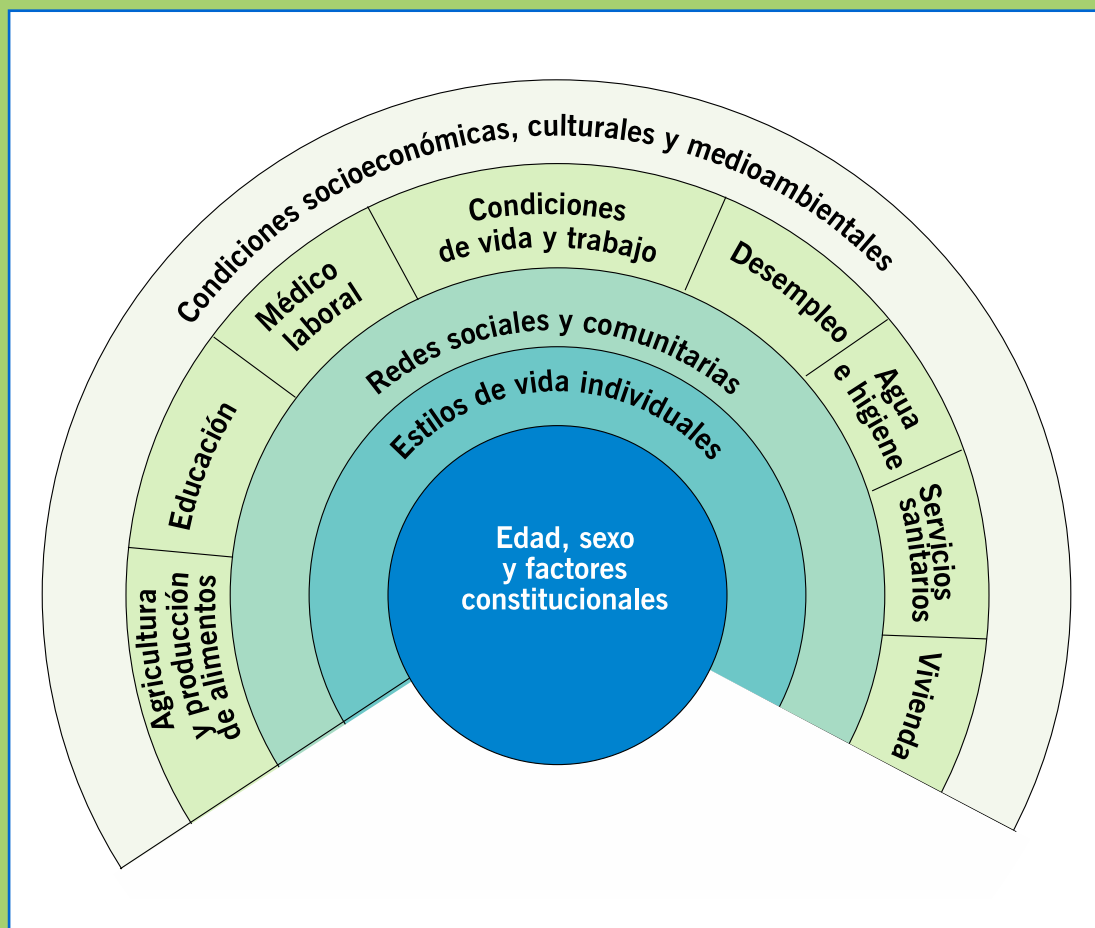 Condiciones socioeconómicas, culturales y medioambientales
Condiciones
de vida y trabajo
Médico
laboral
Desempleo
Educación
Agua
e higiene
Agricultura
y producción
de alimentos
Servicios
sanitarios
Vivienda
Redes sociales y comunitarias
Estilos de vida individuales
Edad, sexo
y factores
constitucionales